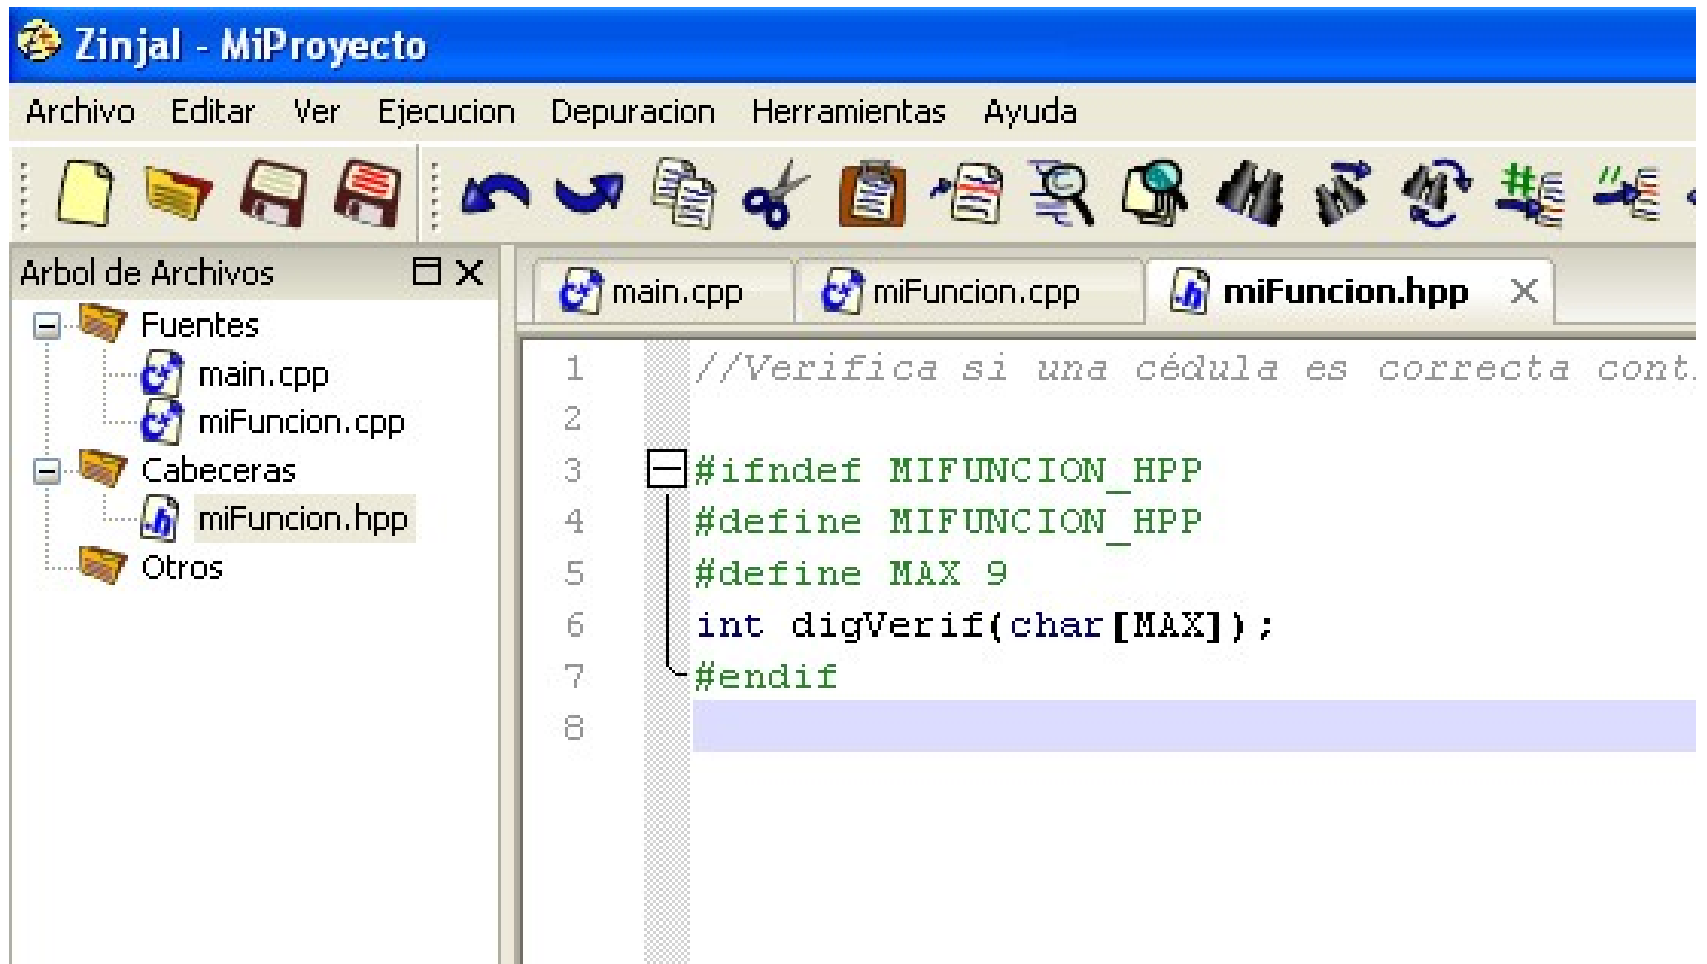 Zinjal - MiProyecto
Archivo Editar Ver Ejecucion Depuracion Herramientas Ayuda
Arbol de Archivos
Fuentes
main.cpp
miFuncion.cpp
Cabeceras
miFuncion.hpp
Otros
main.cpp miFuncion.cpp miFuncion.hpp
1 //Verifica si una cédula es correcta
2
3 #ifndef MIFUNCION_HPP
4 #define MIFUNCION_HPP
5 #define MAX 9
6 int digVerif(char[MAX]);
7 #endif
8